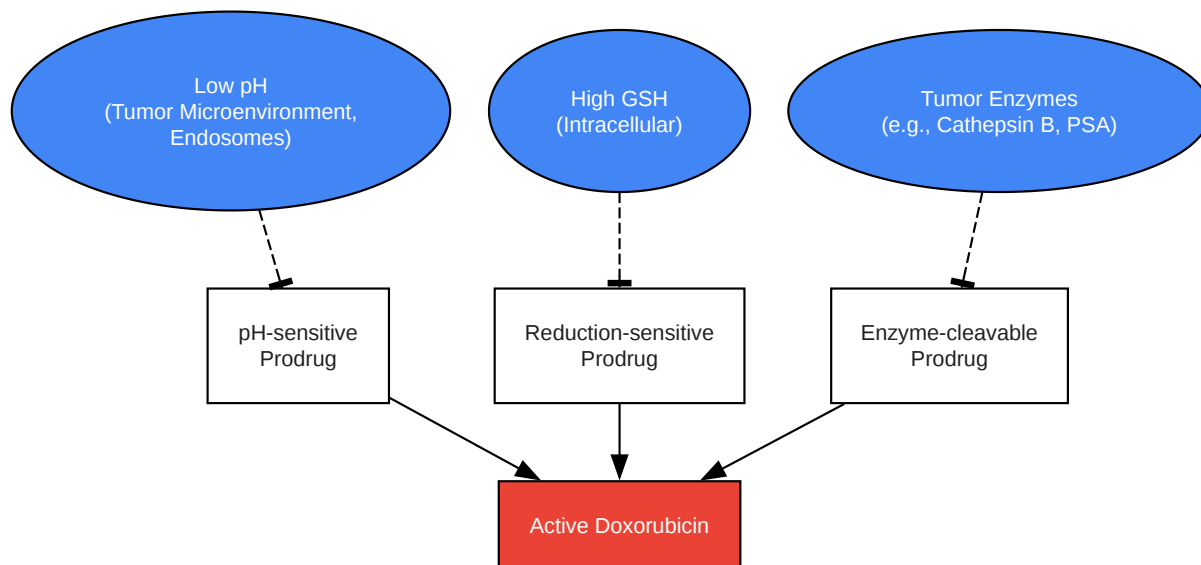 Low pH
(Tumor Microenvironment,
Endosomes)
High GSH
(Intracellular)
Tumor Enzymes
(e.g., Cathepsin B, PSA)
pH-sensitive
Prodrug
Reduction-sensitive
Prodrug
Enzyme-cleavable
Prodrug
Active Doxorubicin